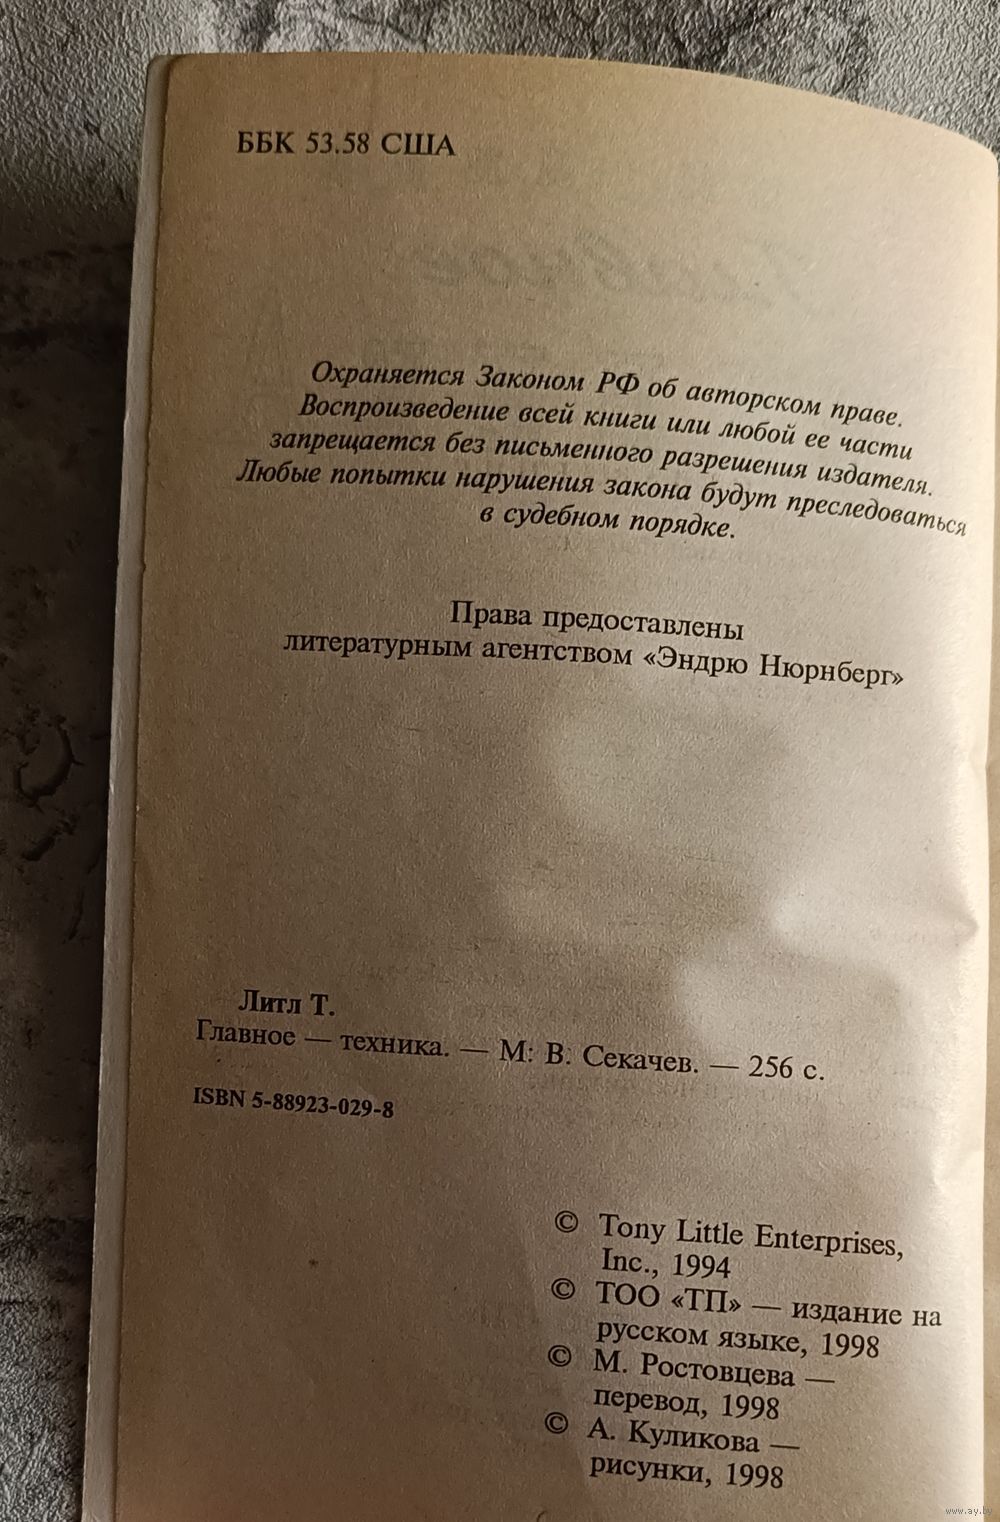 ББК 53.58 США
Охраняется Законом РФ об авторском праве.
Воспроизведение всей книги или любой ее части
запрещается без письменного разрешения издателя.
Любые попытки нарушения закона будут преследоваться
в судебном порядке.
Права предоставлены
литературным агентством «Эндрю Нюрнберг»
Литл Т.
Главное — техника. — М: В. Секачев. — 256 с.
ISBN 5-88923-029-8
© Tony Little Enterprises,
Inc., 1994
© ТОО «ТП» — издание на
русском языке, 1998
© М. Ростовцева —
перевод, 1998
© А. Куликова —
рисунки, 1998
www.ay.by